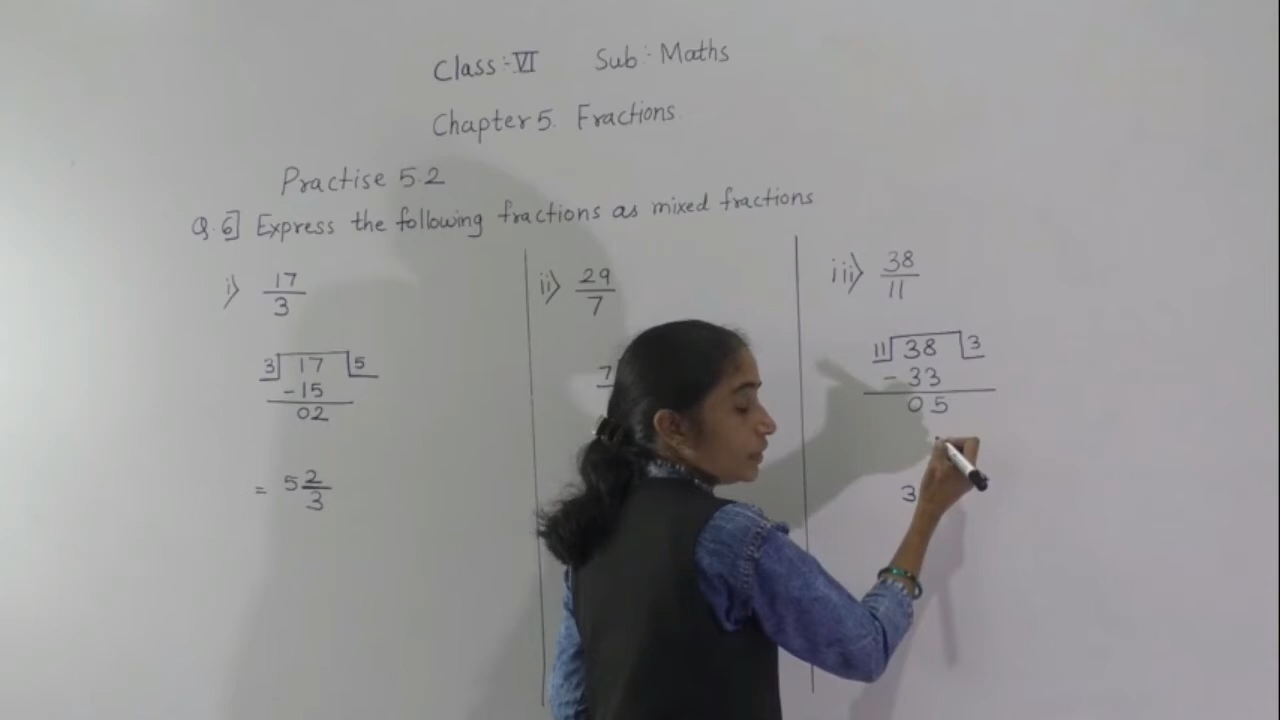 Class:- VI Sub:- Maths
Chapter 5. Fractions
Practise 5.2
Q.6] Express the following fractions as mixed fractions
i) 17/3
3 17 5
-15
02
= 5 2/3
ii) 29/7
7
iii) 38/11
11 38 3
- 33
05
3